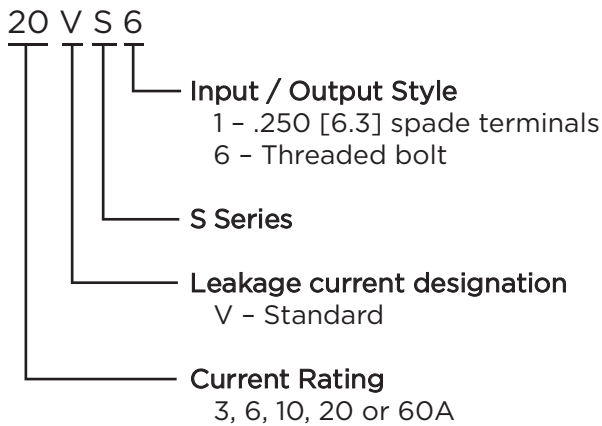 20 V S 6
Input / Output Style
1 – .250 [6.3] spade terminals
6 – Threaded bolt
S Series
Leakage current designation
V – Standard
Current Rating
3, 6, 10, 20 or 60A